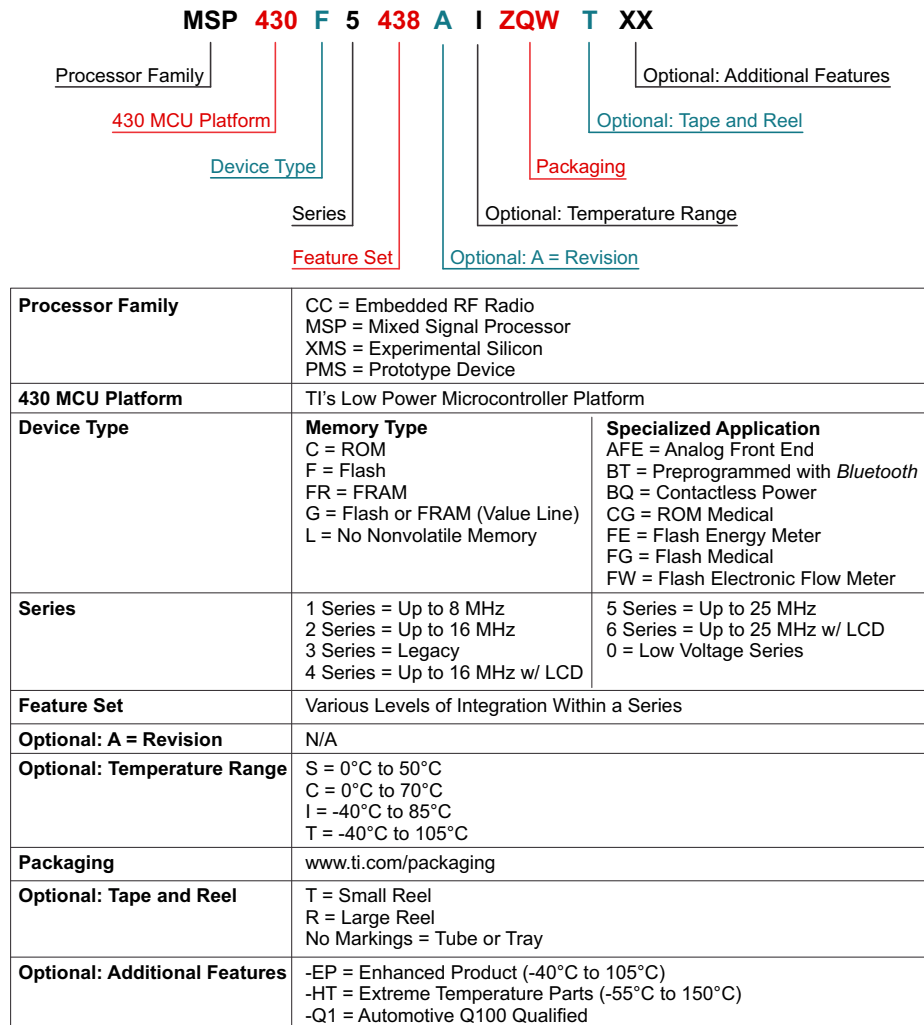 MSP 430 F 5 438 A I ZQW T XX
Processor Family
Optional: Additional Features
430 MCU Platform
Optional: Tape and Reel
Device Type
Packaging
Series
Optional: Temperature Range
Feature Set
Optional: A = Revision
Processor Family
CC = Embedded RF Radio
MSP = Mixed Signal Processor
XMS = Experimental Silicon
PMS = Prototype Device
430 MCU Platform
TI's Low Power Microcontroller Platform
Device Type
Memory Type
C = ROM
F = Flash
FR = FRAM
G = Flash or FRAM (Value Line)
L = No Nonvolatile Memory
Specialized Application
AFE = Analog Front End
BT = Preprogrammed with Bluetooth
BQ = Contactless Power
CG = ROM Medical
FE = Flash Energy Meter
FG = Flash Medical
FW = Flash Electronic Flow Meter
Series
1 Series = Up to 8 MHz
2 Series = Up to 16 MHz
3 Series = Legacy
4 Series = Up to 16 MHz w/ LCD
5 Series = Up to 25 MHz
6 Series = Up to 25 MHz w/ LCD
0 = Low Voltage Series
Feature Set
Various Levels of Integration Within a Series
Optional: A = Revision
N/A
Optional: Temperature Range
S = 0°C to 50°C
C = 0°C to 70°C
I = -40°C to 85°C
T = -40°C to 105°C
Packaging
www.ti.com/packaging
Optional: Tape and Reel
T = Small Reel
R = Large Reel
No Markings = Tube or Tray
Optional: Additional Features
-EP = Enhanced Product (-40°C to 105°C)
-HT = Extreme Temperature Parts (-55°C to 150°C)
-Q1 = Automotive Q100 Qualified